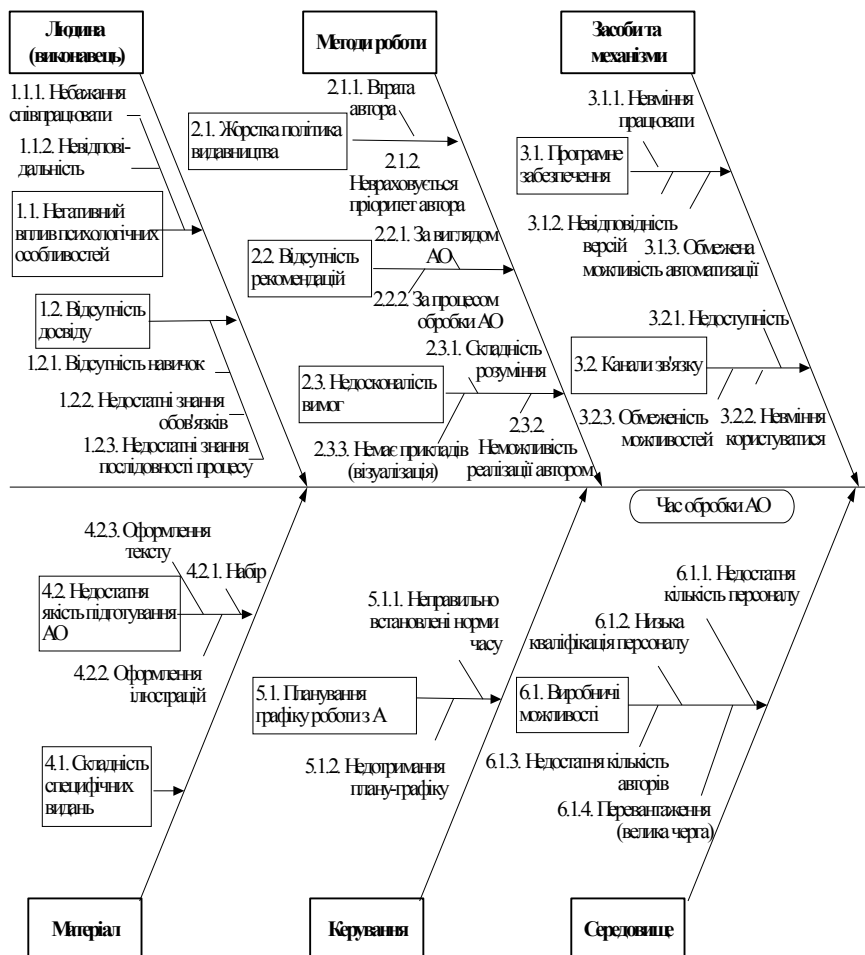 Людина
(виконавець)
Методи роботи
Засоби та
механізми
1.1.1. Небажання
співпрацювати
1.1.2. Невідпові-
дальність
1.1. Негативний
вплив психологічних
особливостей
1.2. Відсутність
досвіду
1.2.1. Відсутність навичок
1.2.2. Недостатні знання
обов'язків
1.2.3. Недостатні знання
послідовності процесу
2.1.1. Втрата
автора
2.1. Жорстка політика
видавництва
2.1.2.
Невраховується
пріоритет автора
2.2.1. За виглядом
АО
2.2. Відсутність
рекомендацій
2.2.2. За процесом
обробки АО
2.3.1. Складність
розуміння
2.3. Недосконалість
вимог
2.3.2.
Неможливість
реалізації автором
2.3.3. Немає прикладів
(візуалізація)
3.1.1. Невміння
працювати
3.1. Програмне
забезпечення
3.1.2. Невідповідність
версій
3.1.3. Обмежена
можливість автоматизації
3.2.1. Недоступність
3.2. Канали зв'язку
3.2.3. Обмеженість
можливостей
3.2.2. Невміння
користуватися
Час обробки АО
4.2.3. Оформлення
тексту
4.2.1. Набір
4.2. Недостатня
якість підготування
АО
4.2.2. Оформлення
ілюстрацій
4.1. Складність
специфічних
видань
5.1.1. Неправильно
встановлені норми
часу
5.1. Планування
графіку роботи з А
5.1.2. Недотримання
плану-графіку
6.1.1. Недостатня
кількість персоналу
6.1.2. Низька
кваліфікація персоналу
6.1. Виробничі
можливості
6.1.3. Недостатня кількість
авторів
6.1.4. Перевантаження
(велика черга)
Матеріал
Керування
Середовище